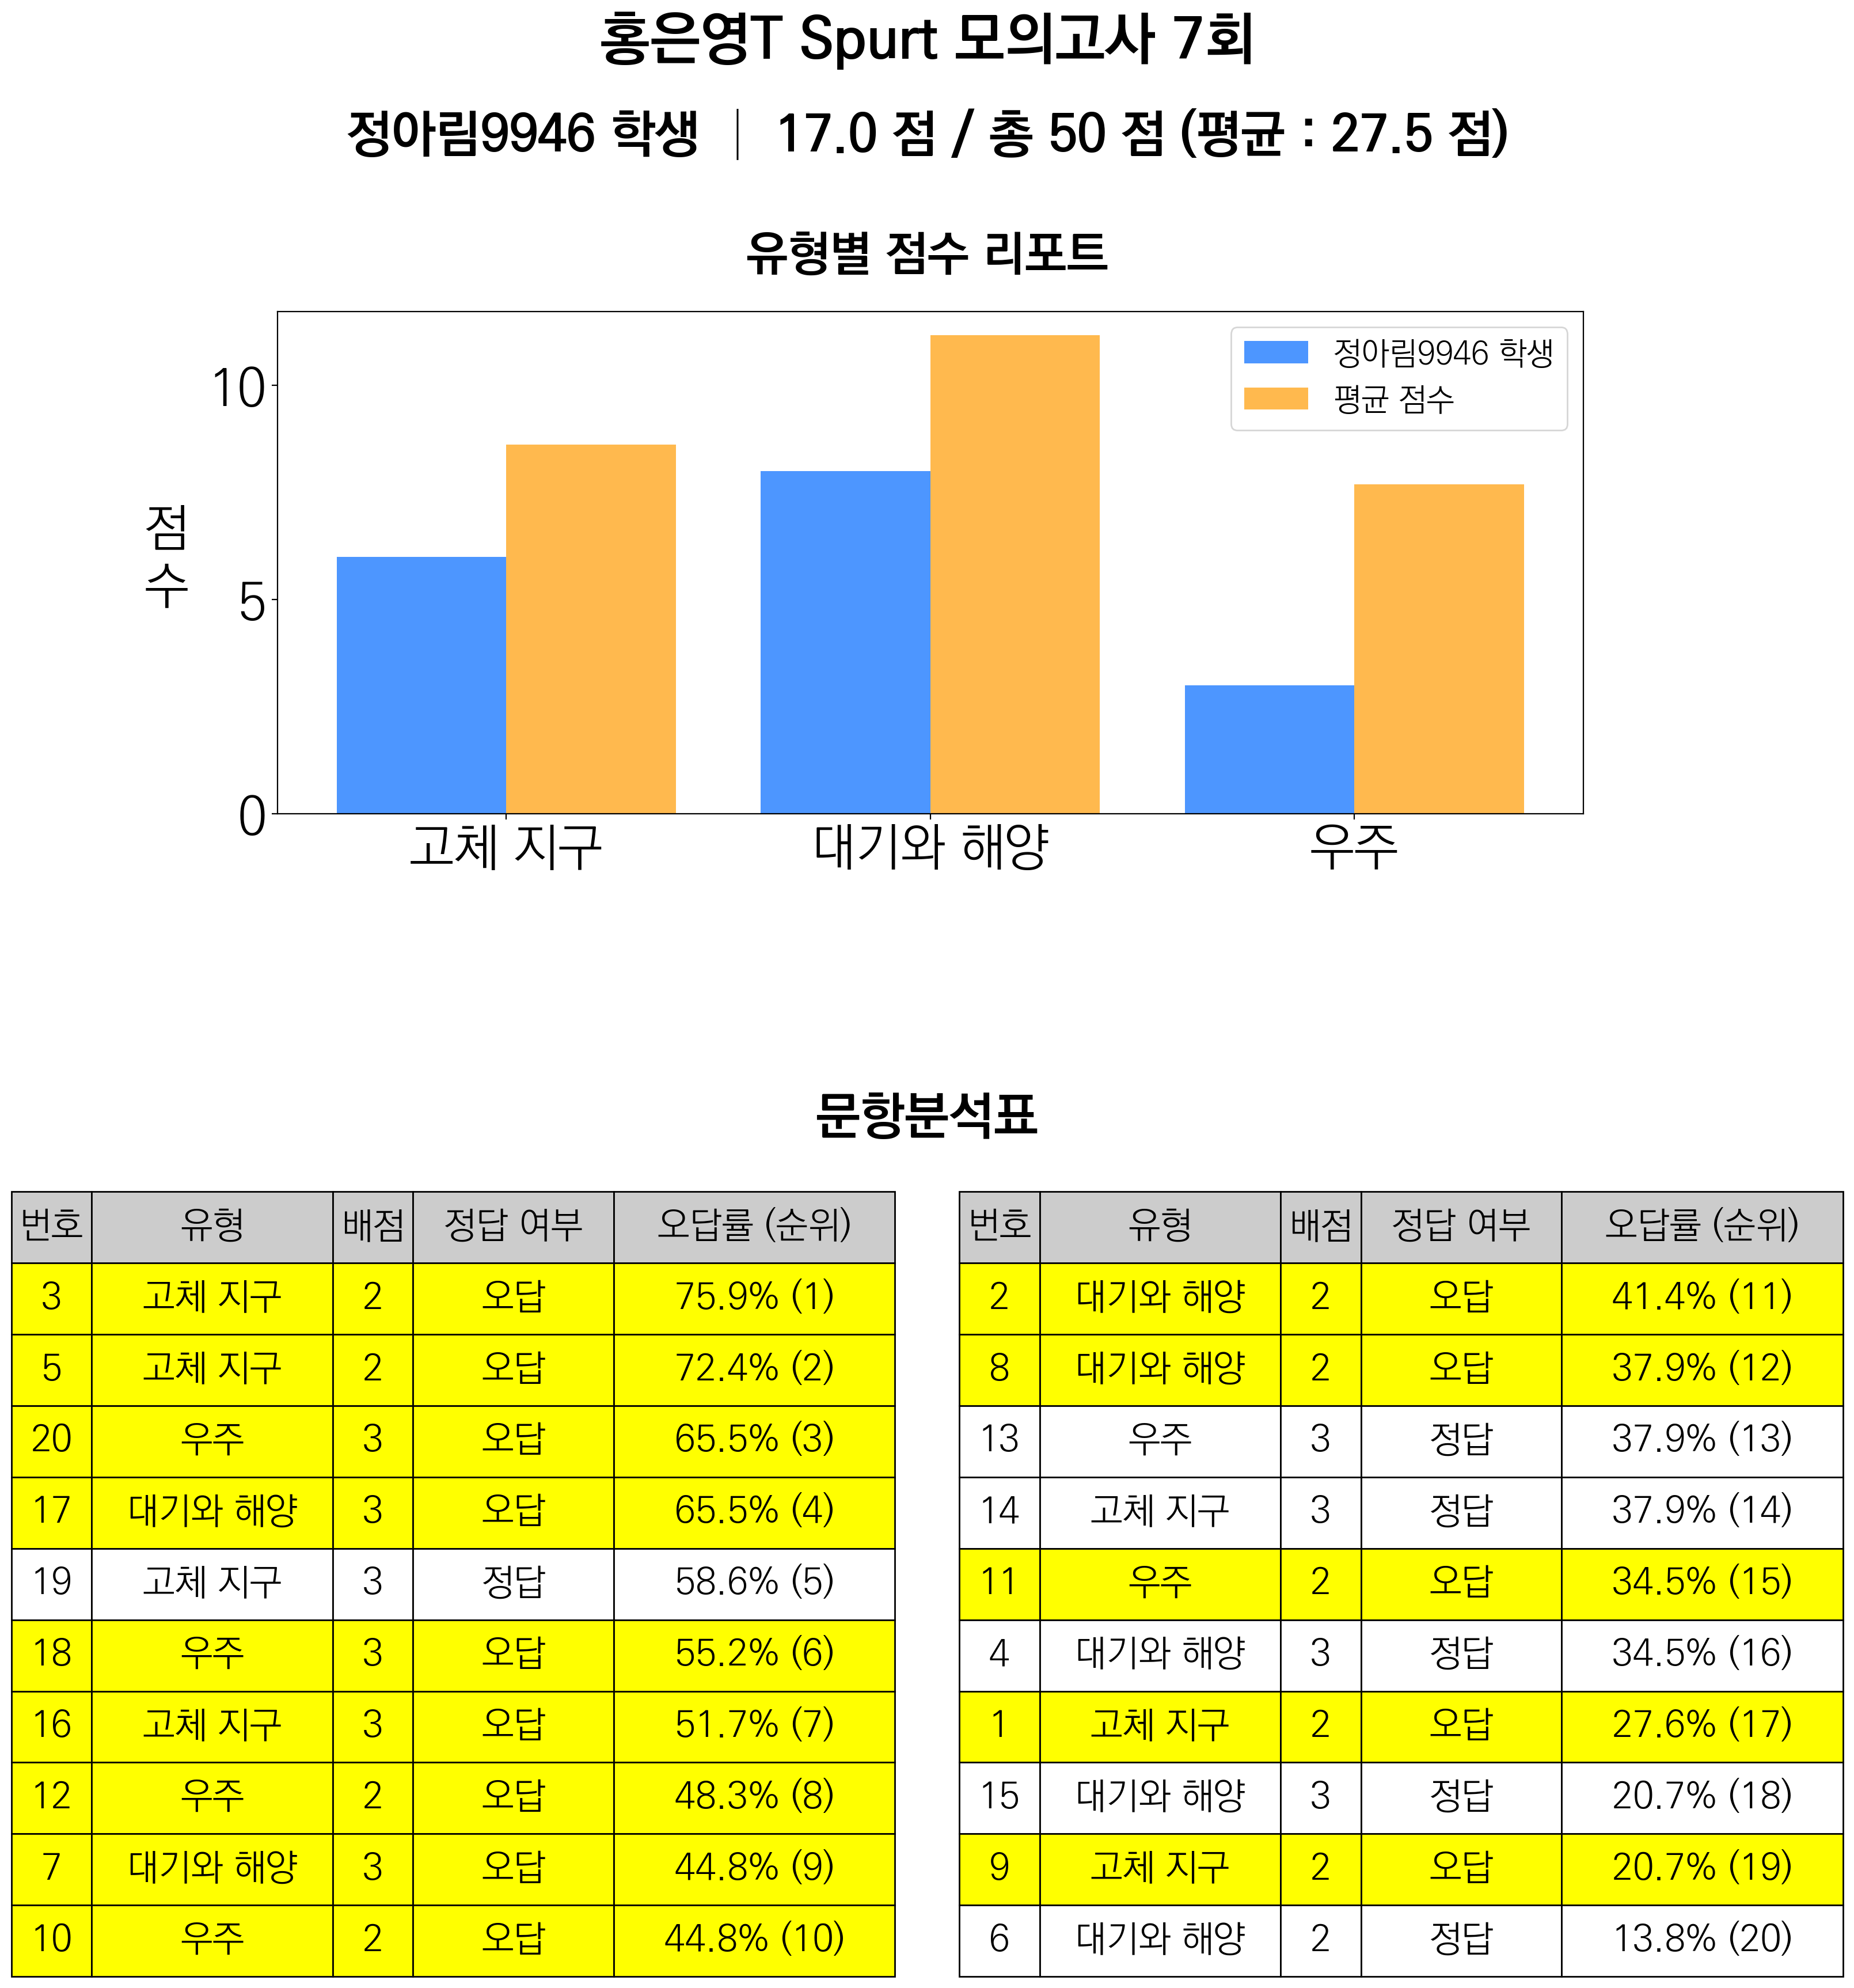 홍은영T Spurt 모의고사 7회
정아림9946 학생 | 17.0 점 / 총 50 점 (평균 : 27.5 점)
유형별 점수 리포트
정아림9946 학생
평균 점수
점
수
10
5
0
고체 지구 대기와 해양 우주
문항분석표
번호 유형 배점 정답 여부 오답률 (순위)
3 고체 지구 2 오답 75.9% (1)
5 고체 지구 2 오답 72.4% (2)
20 우주 3 오답 65.5% (3)
17 대기와 해양 3 오답 65.5% (4)
19 고체 지구 3 정답 58.6% (5)
18 우주 3 오답 55.2% (6)
16 고체 지구 3 오답 51.7% (7)
12 우주 2 오답 48.3% (8)
7 대기와 해양 3 오답 44.8% (9)
10 우주 2 오답 44.8% (10)
번호 유형 배점 정답 여부 오답률 (순위)
2 대기와 해양 2 오답 41.4% (11)
8 대기와 해양 2 오답 37.9% (12)
13 우주 3 정답 37.9% (13)
14 고체 지구 3 정답 37.9% (14)
11 우주 2 오답 34.5% (15)
4 대기와 해양 3 정답 34.5% (16)
1 고체 지구 2 오답 27.6% (17)
15 대기와 해양 3 정답 20.7% (18)
9 고체 지구 2 오답 20.7% (19)
6 대기와 해양 2 정답 13.8% (20)